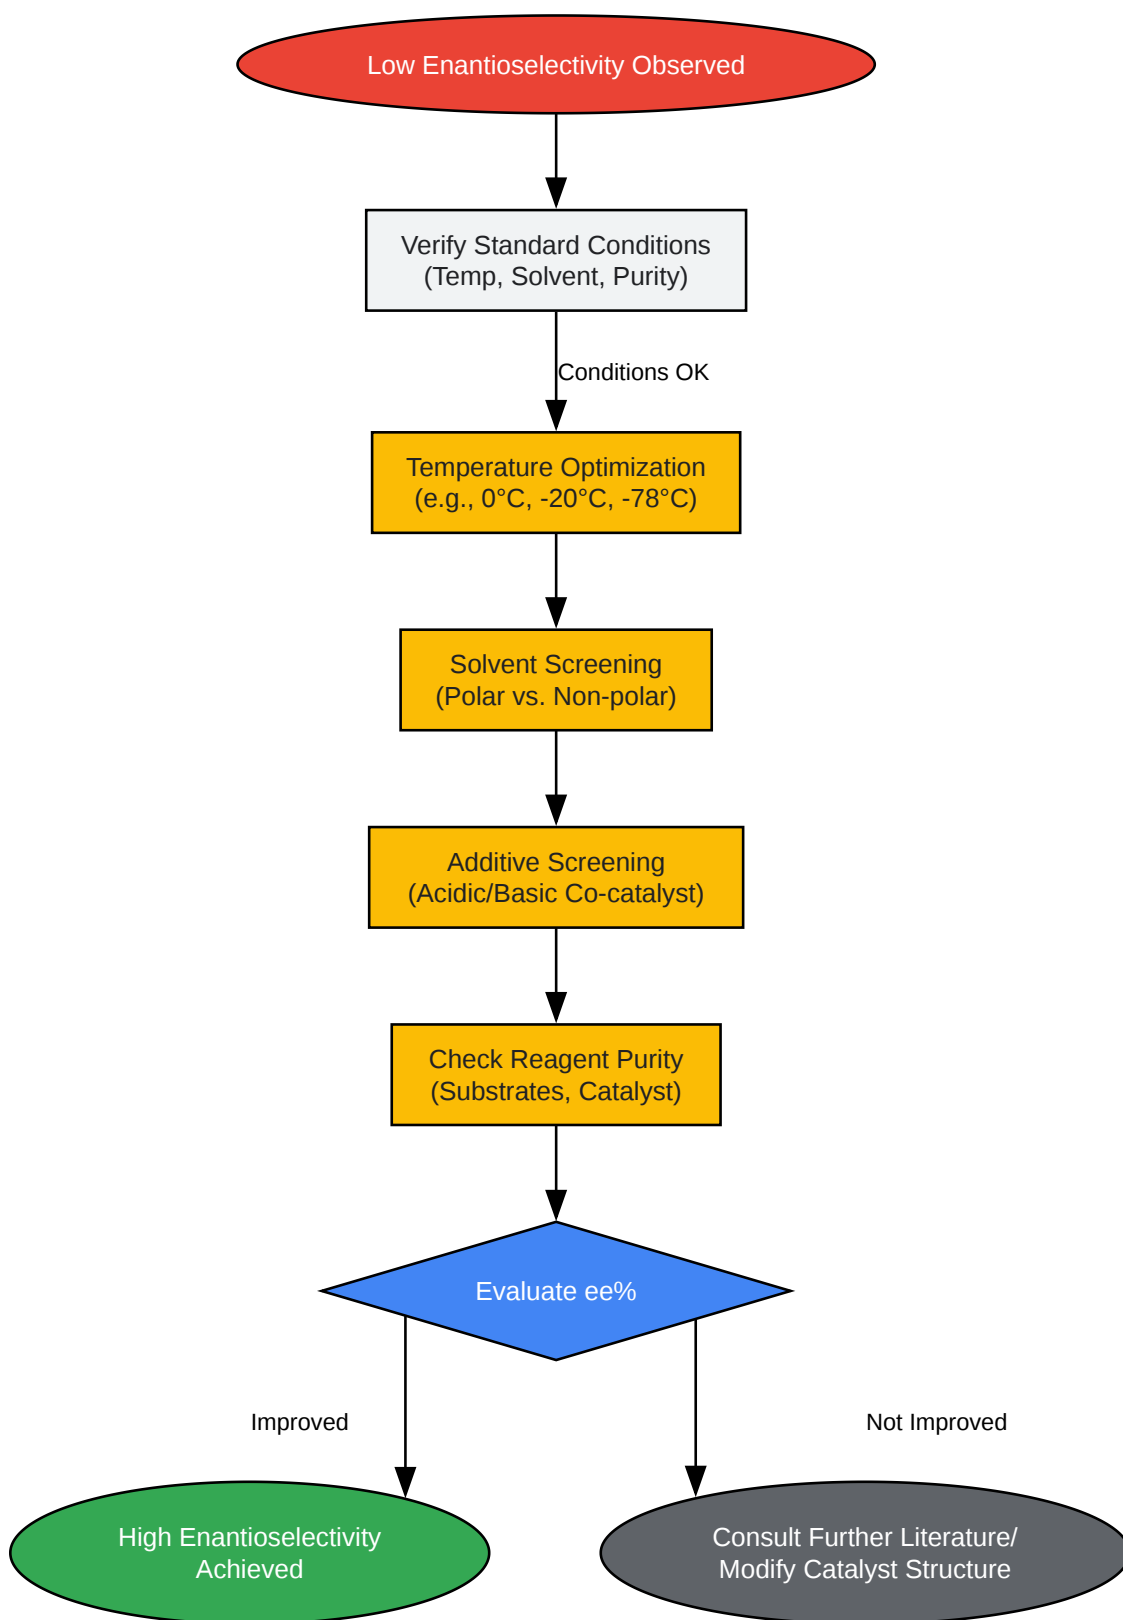 Low Enantioselectivity Observed
Verify Standard Conditions
(Temp, Solvent, Purity)
Conditions OK
Temperature Optimization
(e.g., 0°C, -20°C, -78°C)
Solvent Screening
(Polar vs. Non-polar)
Additive Screening
(Acidic/Basic Co-catalyst)
Check Reagent Purity
(Substrates, Catalyst)
Evaluate ee%
Improved
Not Improved
High Enantioselectivity
Achieved
Consult Further Literature/
Modify Catalyst Structure